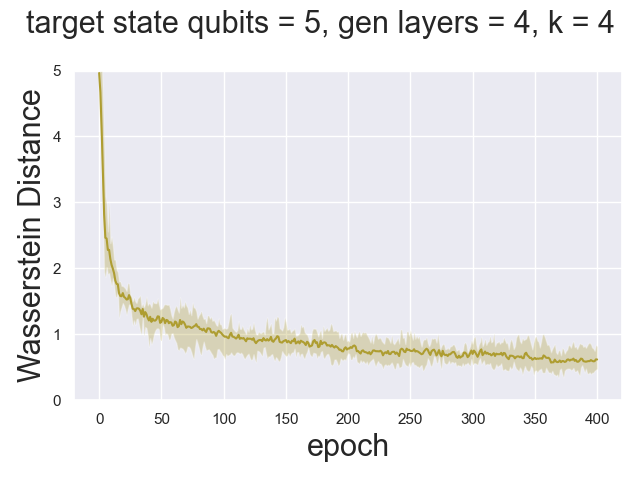 target state qubits = 5, gen layers = 4, k = 4
5
4
3
2
1
0
Wasserstein Distance
0 50 100 150 200 250 300 350 400
epoch